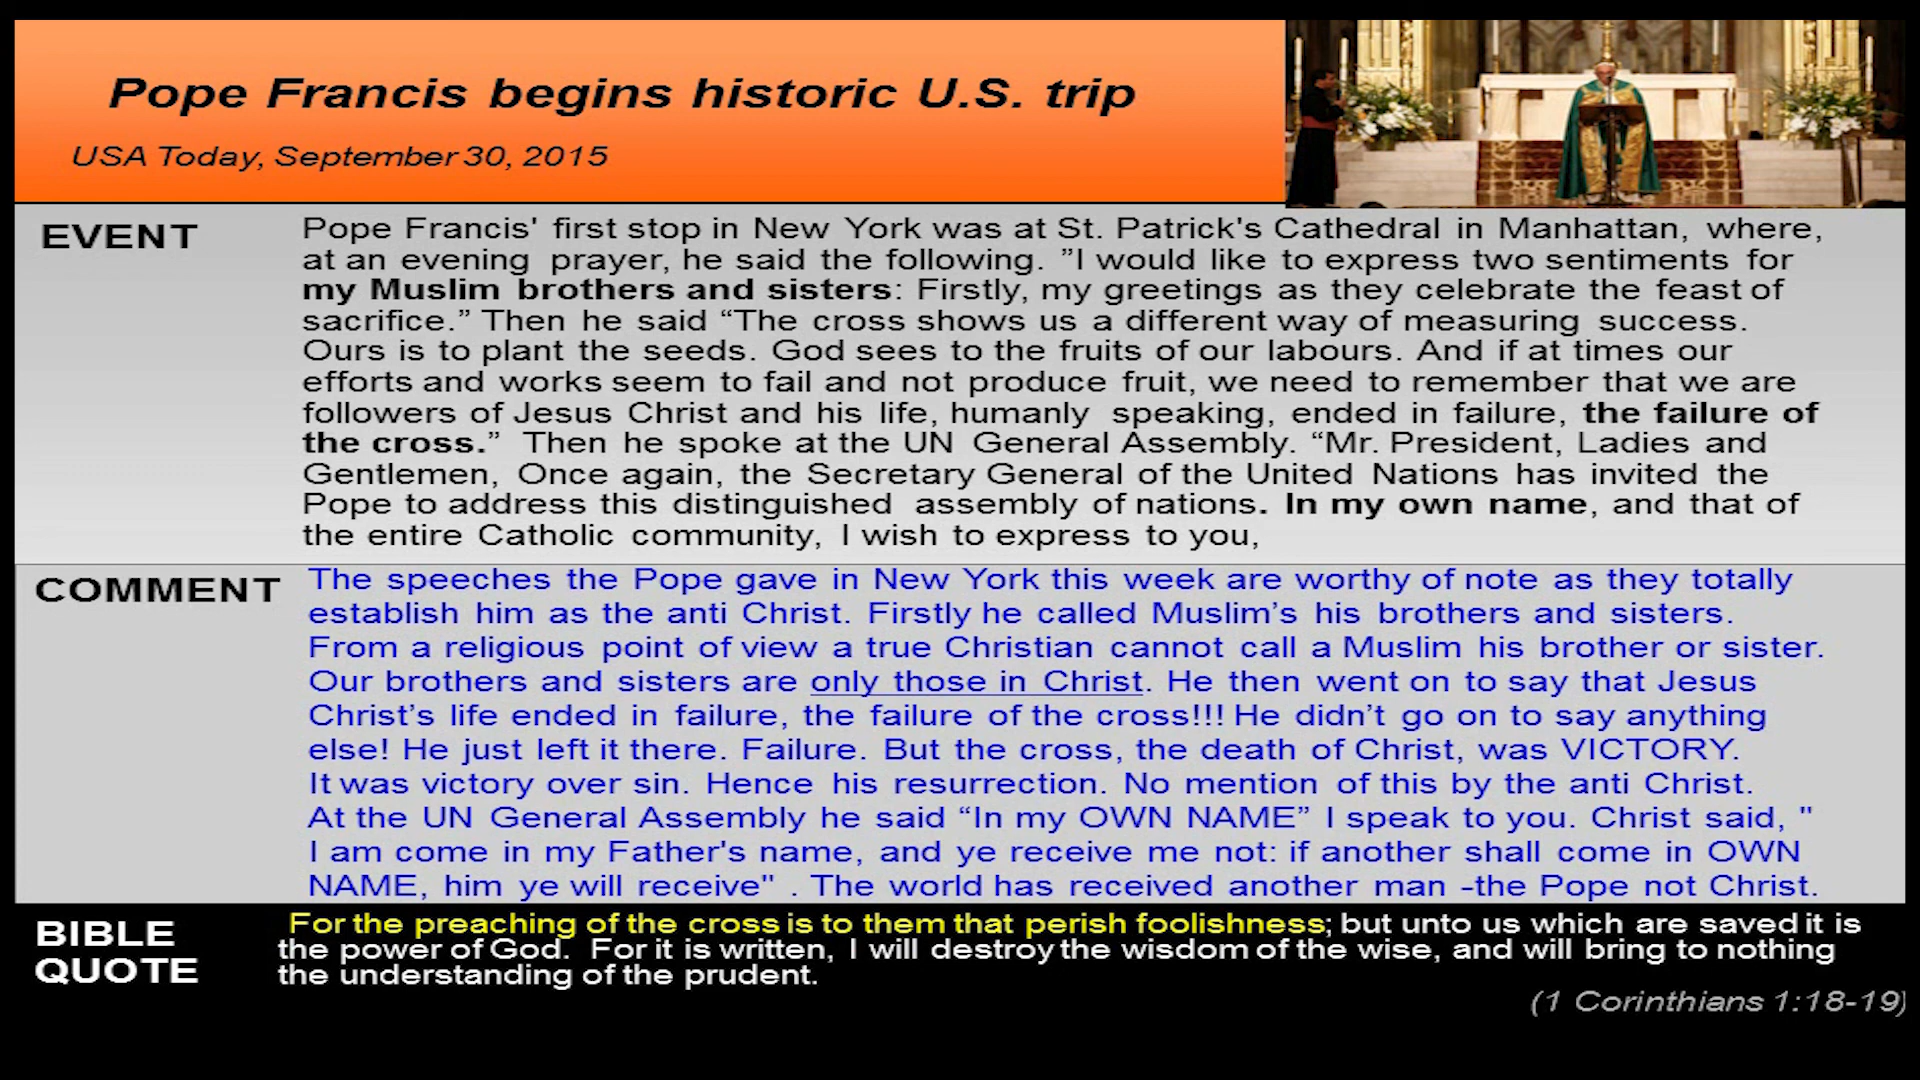 Pope Francis begins historic U.S. trip
USA Today, September 30, 2015
EVENT
Pope Francis' first stop in New York was at St. Patrick's Cathedral in Manhattan, where,
at an evening prayer, he said the following. ”I would like to express two sentiments for
my Muslim brothers and sisters: Firstly, my greetings as they celebrate the feast of
sacrifice.” Then he said “The cross shows us a different way of measuring success.
Ours is to plant the seeds. God sees to the fruits of our labours. And if at times our
efforts and works seem to fail and not produce fruit, we need to remember that we are
followers of Jesus Christ and his life, humanly speaking, ended in failure, the failure of
the cross.” Then he spoke at the UN General Assembly. “Mr. President, Ladies and
Gentlemen, Once again, the Secretary General of the United Nations has invited the
Pope to address this distinguished assembly of nations. In my own name, and that of
the entire Catholic community, I wish to express to you,
COMMENT
The speeches the Pope gave in New York this week are worthy of note as they totally
establish him as the anti Christ. Firstly he called Muslim’s his brothers and sisters.
From a religious point of view a true Christian cannot call a Muslim his brother or sister.
Our brothers and sisters are only those in Christ. He then went on to say that Jesus
Christ’s life ended in failure, the failure of the cross!!! He didn’t go on to say anything
else! He just left it there. Failure. But the cross, the death of Christ, was VICTORY.
It was victory over sin. Hence his resurrection. No mention of this by the anti Christ.
At the UN General Assembly he said “In my OWN NAME” I speak to you. Christ said, "
I am come in my Father's name, and ye receive me not: if another shall come in OWN
NAME, him ye will receive" . The world has received another man -the Pope not Christ.
BIBLE
QUOTE
For the preaching of the cross is to them that perish foolishness; but unto us which are saved it is
the power of God. For it is written, I will destroy the wisdom of the wise, and will bring to nothing
the understanding of the prudent.
(1 Corinthians 1:18-19)